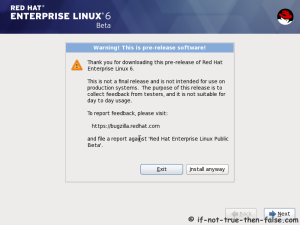 RED HAT
ENTERPRISE LINUX 6
Beta
Warning! This is pre-release software!
Thank you for downloading this pre-release of Red Hat
Enterprise Linux 6.
This is not a final release and is not intended for use on
production systems.  The purpose of this release is to
collect feedback from testers, and it is not suitable for
day to day usage.
To report feedback, please visit:
https://bugzilla.redhat.com
and file a report against 'Red Hat Enterprise Linux Public
Beta'.
Exit
Install anyway
Back
Next
© if-not-true-then-false.com